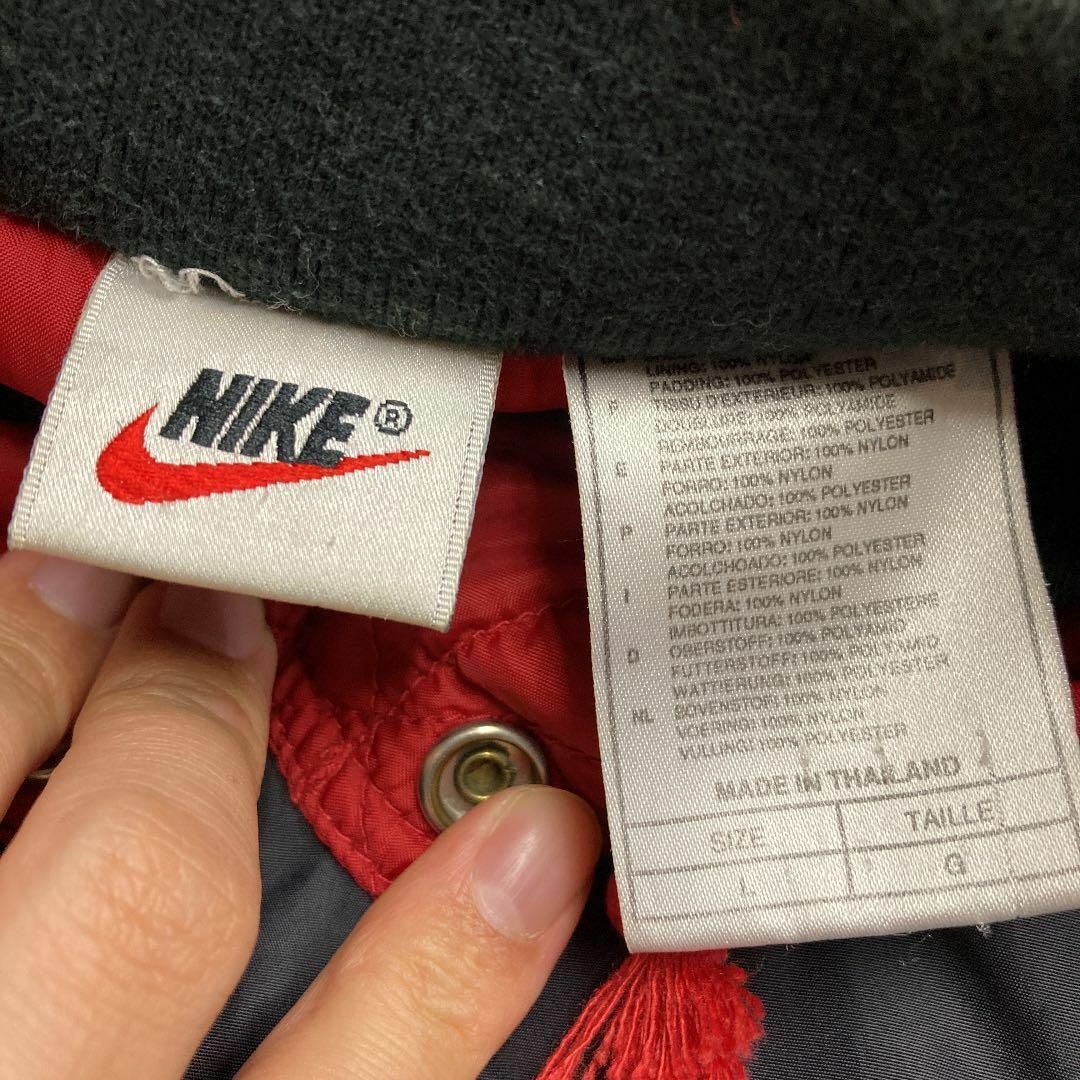 NIKE®
LINING: 100% NYLON
PADDING: 100% POLYESTER
F TISSU D'EXTERIEUR: 100% POLYAMIDE
DOUBLURE: 100% POLYAMIDE
REMBOURRAGE: 100% POLYESTER
E PARTE EXTERIOR: 100% NYLON
FORRO: 100% NYLON
ACOLCHADO: 100% POLYESTER
P PARTE EXTERIOR: 100% NYLON
FORRO: 100% NYLON
ACOLCHOADO: 100% POLYESTER
I PARTE ESTERIORE: 100% NYLON
FODERA: 100% NYLON
IMBOTTITURA: 100% POLYESTERE
D OBERSTOFF: 100% POLYAMID
FUTTERSTOFF: 100% POLYAMID
WATTIERUNG: 100% POLYESTER
NL BOVENSTOF: 100% NYLON
VOERING: 100% NYLON
VULLING: 100% POLYESTER
MADE IN THAILAND
SIZE TAILLE
L G